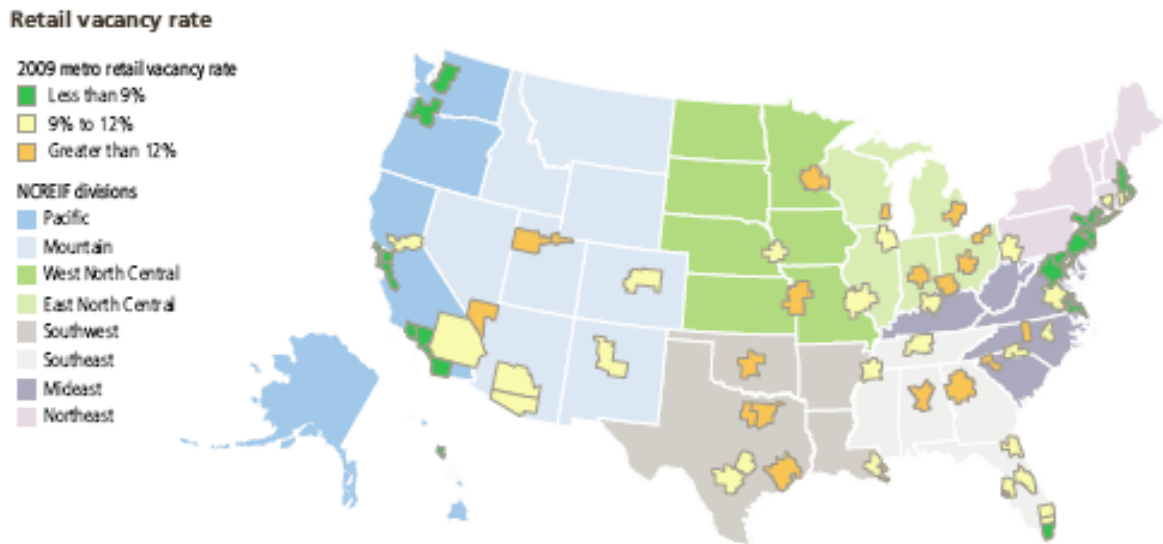 Retail vacancy rate
2009 metro retail vacancy rate
Less than 9%
9% to 12%
Greater than 12%
NCREIF divisions
Pacific
Mountain
West North Central
East North Central
Southwest
Southeast
Mideast
Northeast